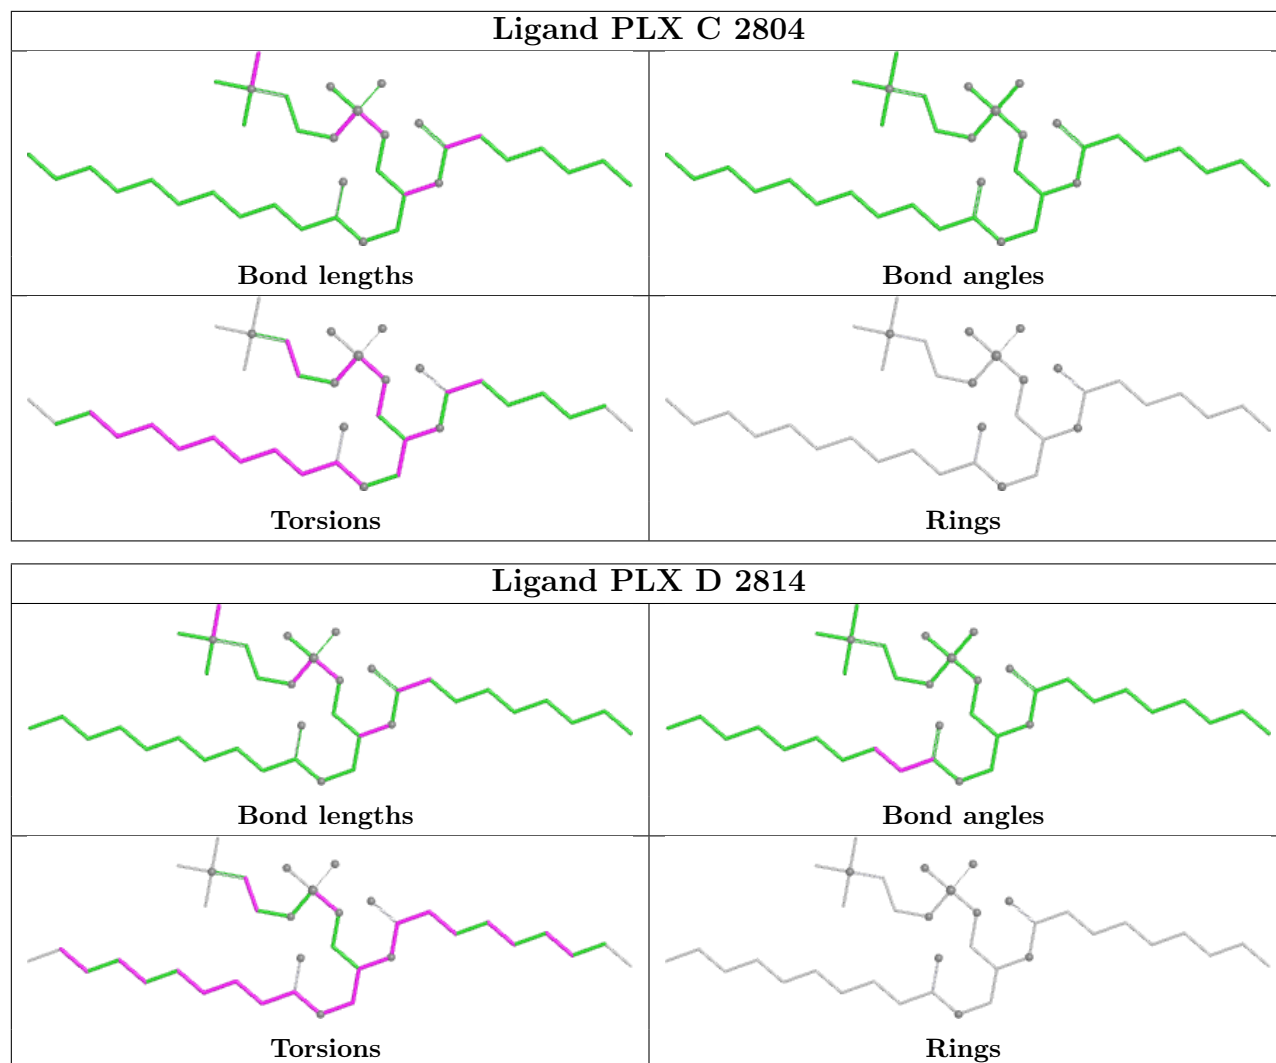 Ligand PLX C 2804
Bond lengths
Bond angles
Torsions
Rings
Ligand PLX D 2814
Bond lengths
Bond angles
Torsions
Rings